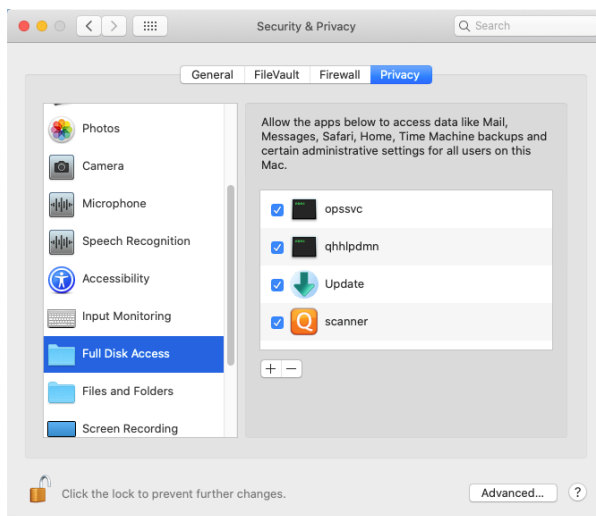 Security & Privacy
Search
General
FileVault
Firewall
Privacy
Photos
Camera
Microphone
Speech Recognition
Accessibility
Input Monitoring
Full Disk Access
Files and Folders
Screen Recording
Allow the apps below to access data like Mail,
Messages, Safari, Home, Time Machine backups and
certain administrative settings for all users on this
Mac.
opssvc
qhhlpdmn
Update
scanner
+ −
Click the lock to prevent further changes.
Advanced...
?